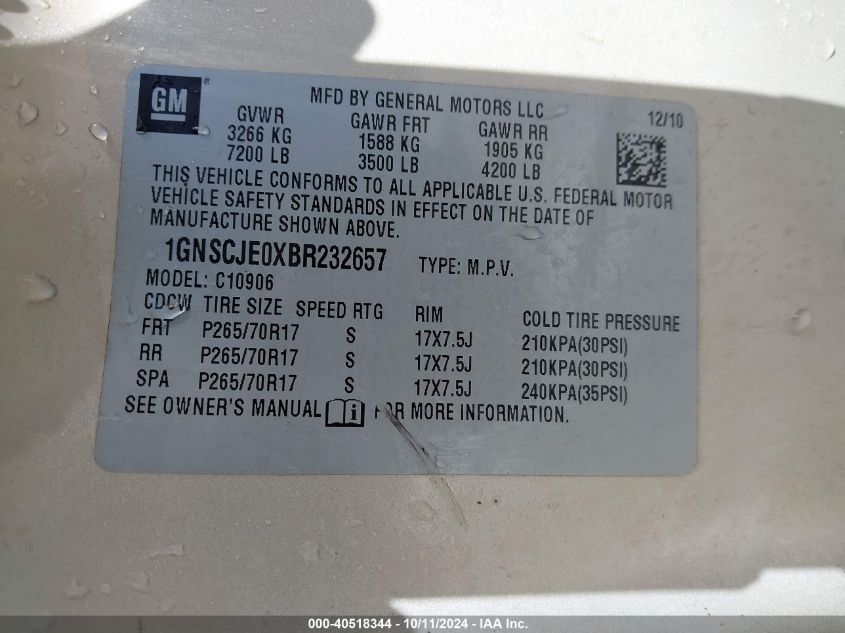 GM ®
MFD BY GENERAL MOTORS LLC
12/10
GVWR GAWR FRT GAWR RR
3266 KG 1588 KG 1905 KG
7200 LB 3500 LB 4200 LB
THIS VEHICLE CONFORMS TO ALL APPLICABLE U.S. FEDERAL MOTOR
VEHICLE SAFETY STANDARDS IN EFFECT ON THE DATE OF
MANUFACTURE SHOWN ABOVE.
1GNSCJE0XBR232657 TYPE: M.P.V.
MODEL: C10906
CDCW TIRE SIZE SPEED RTG RIM COLD TIRE PRESSURE
FRT P265/70R17 S 17X7.5J 210KPA(30PSI)
RR P265/70R17 S 17X7.5J 210KPA(30PSI)
SPA P265/70R17 S 17X7.5J 240KPA(35PSI)
SEE OWNER'S MANUAL FOR MORE INFORMATION.
000-40518344 - 10/11/2024 - IAA Inc.